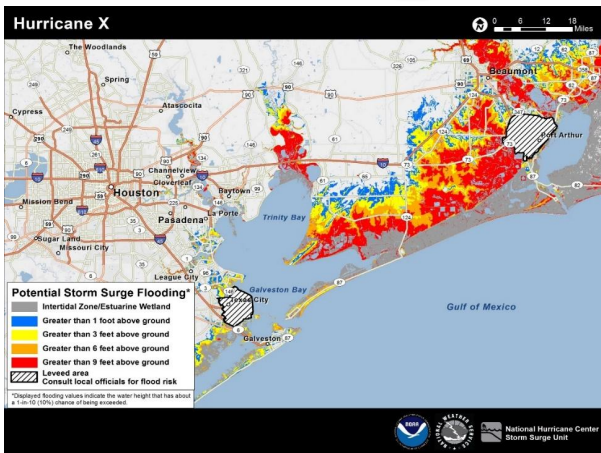 Hurricane X
0 6 12 18
Miles
The Woodlands
Spring
Atascocita
Cypress
Beaumont
Port Arthur
Channelview
Cloverleaf
Houston
Baytown
Mission Bend
Pasadena
La Porte
Trinity Bay
Sugar Land
Missouri City
League City
Galveston Bay
Texas City
Gulf of Mexico
Galveston
Potential Storm Surge Flooding*
Intertidal Zone/Estuarine Wetland
Greater than 1 foot above ground
Greater than 3 feet above ground
Greater than 6 feet above ground
Greater than 9 feet above ground
Leveed area
Consult local officials for flood risk
*Displayed flooding values indicate the water height that has about
a 1-in-10 (10%) chance of being exceeded.
NOAA
NATIONAL WEATHER SERVICE
National Hurricane Center
Storm Surge Unit